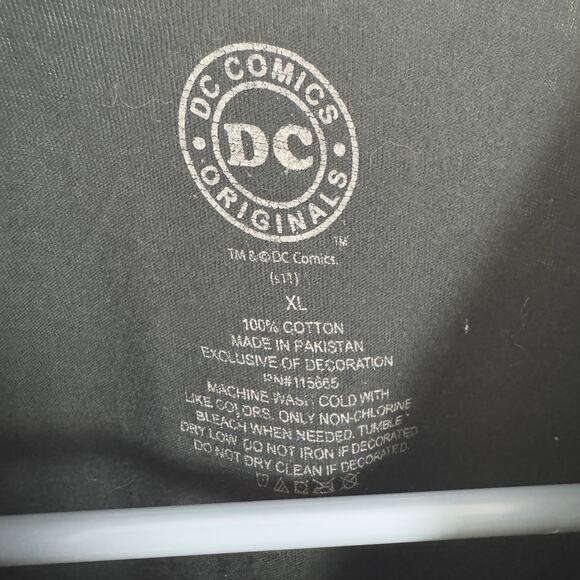 DC COMICS
DC
ORIGINALS
TM
TM & © DC Comics.
(s11)
XL
100% COTTON
MADE IN PAKISTAN
EXCLUSIVE OF DECORATION
RN#115665
MACHINE WASH COLD WITH
LIKE COLORS. ONLY NON-CHLORINE
BLEACH WHEN NEEDED. TUMBLE
DRY LOW. DO NOT IRON IF DECORATED.
DO NOT DRY CLEAN IF DECORATED.